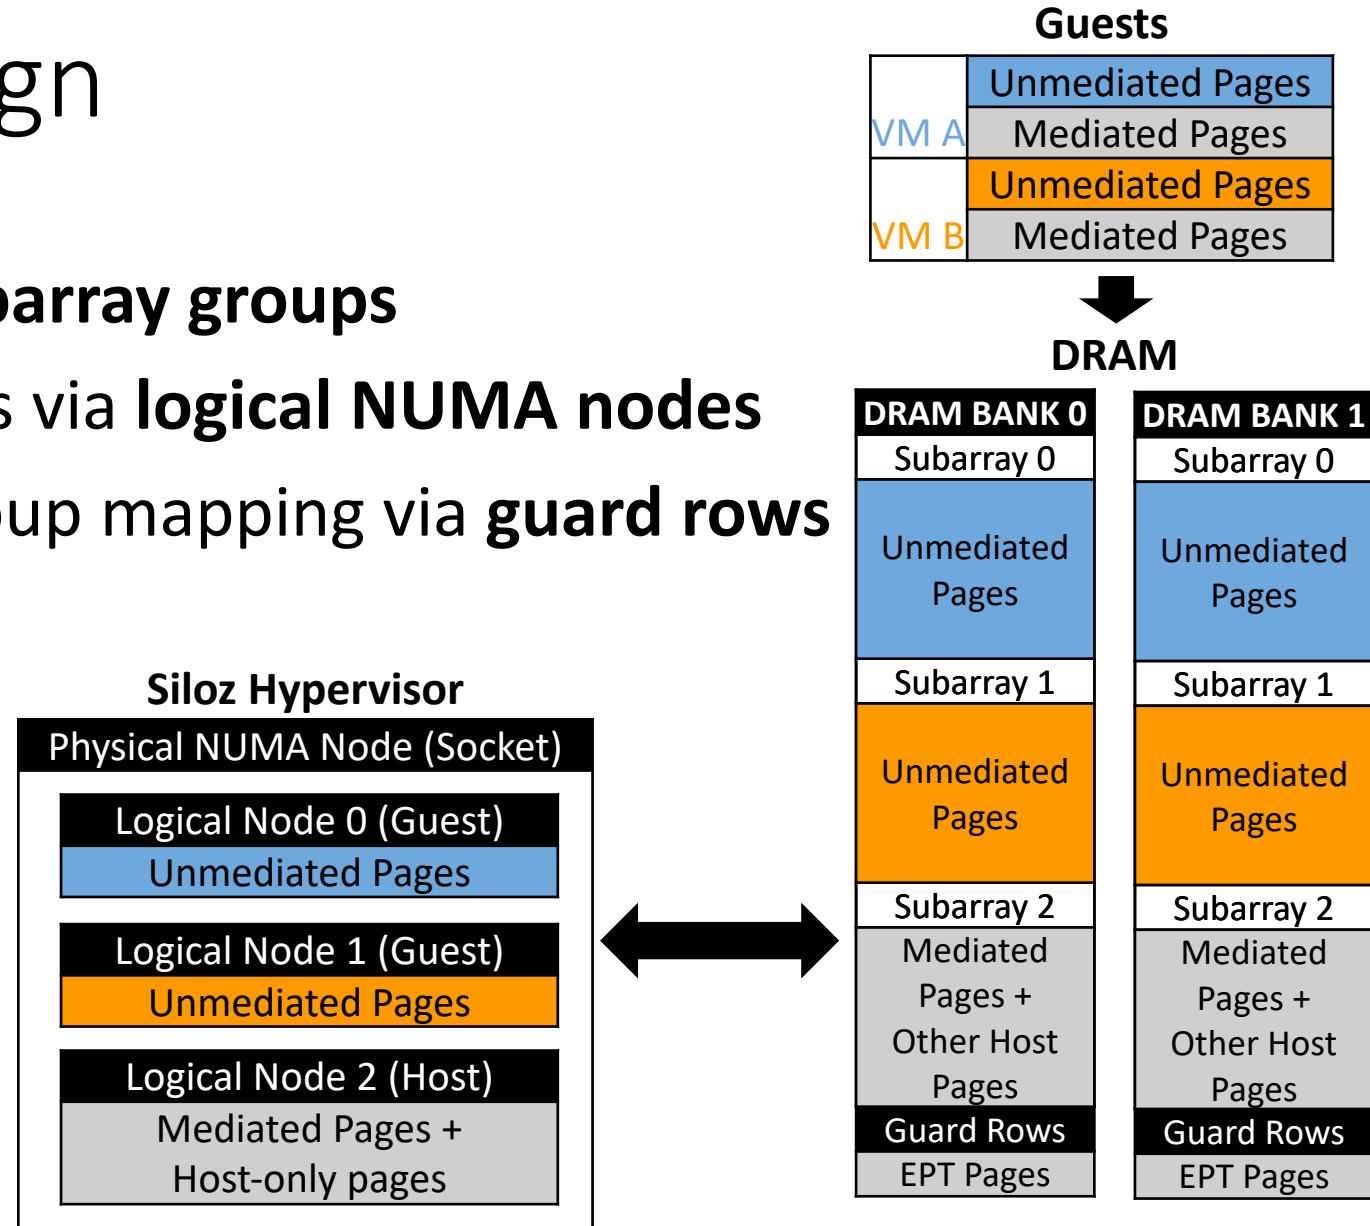 ign
barray groups
s via logical NUMA nodes
oup mapping via guard rows
Guests
Unmediated Pages
VM A
Mediated Pages
Unmediated Pages
VM B
Mediated Pages
DRAM
DRAM BANK 0
Subarray 0
Unmediated
Pages
Subarray 1
Unmediated
Pages
Subarray 2
Mediated
Pages +
Other Host
Pages
Guard Rows
EPT Pages
DRAM BANK 1
Subarray 0
Unmediated
Pages
Subarray 1
Unmediated
Pages
Subarray 2
Mediated
Pages +
Other Host
Pages
Guard Rows
EPT Pages
Siloz Hypervisor
Physical NUMA Node (Socket)
Logical Node 0 (Guest)
Unmediated Pages
Logical Node 1 (Guest)
Unmediated Pages
Logical Node 2 (Host)
Mediated Pages +
Host-only pages